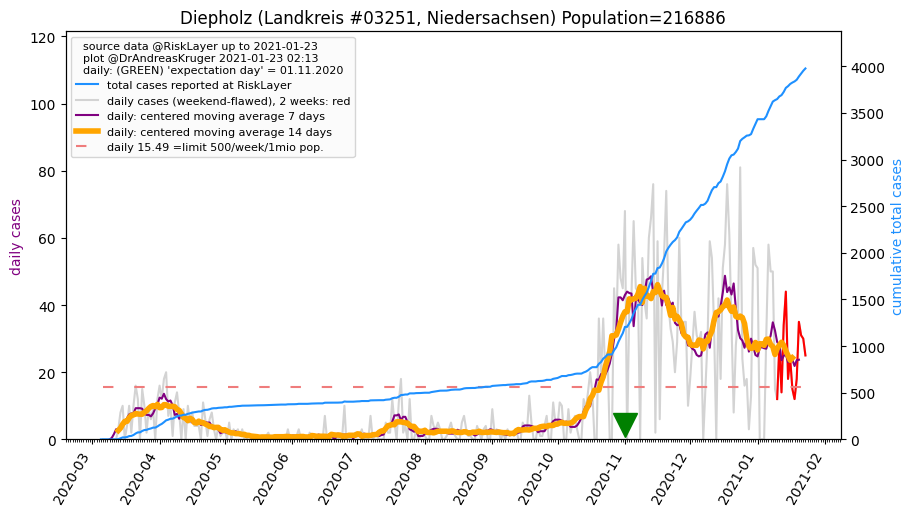 Diepholz (Landkreis #03251, Niedersachsen) Population=216886
source data @RiskLayer up to 2021-01-23
plot @DrAndreasKruger 2021-01-23 02:13
daily: (GREEN) 'expectation day' = 01.11.2020
total cases reported at RiskLayer
daily cases (weekend-flawed), 2 weeks: red
daily: centered moving average 7 days
daily: centered moving average 14 days
daily 15.49 =limit 500/week/1mio pop.
daily cases
120
100
80
60
40
20
0
cumulative total cases
4000
3500
3000
2500
2000
1500
1000
500
0
2020-03
2020-04
2020-05
2020-06
2020-07
2020-08
2020-09
2020-10
2020-11
2020-12
2021-01
2021-02